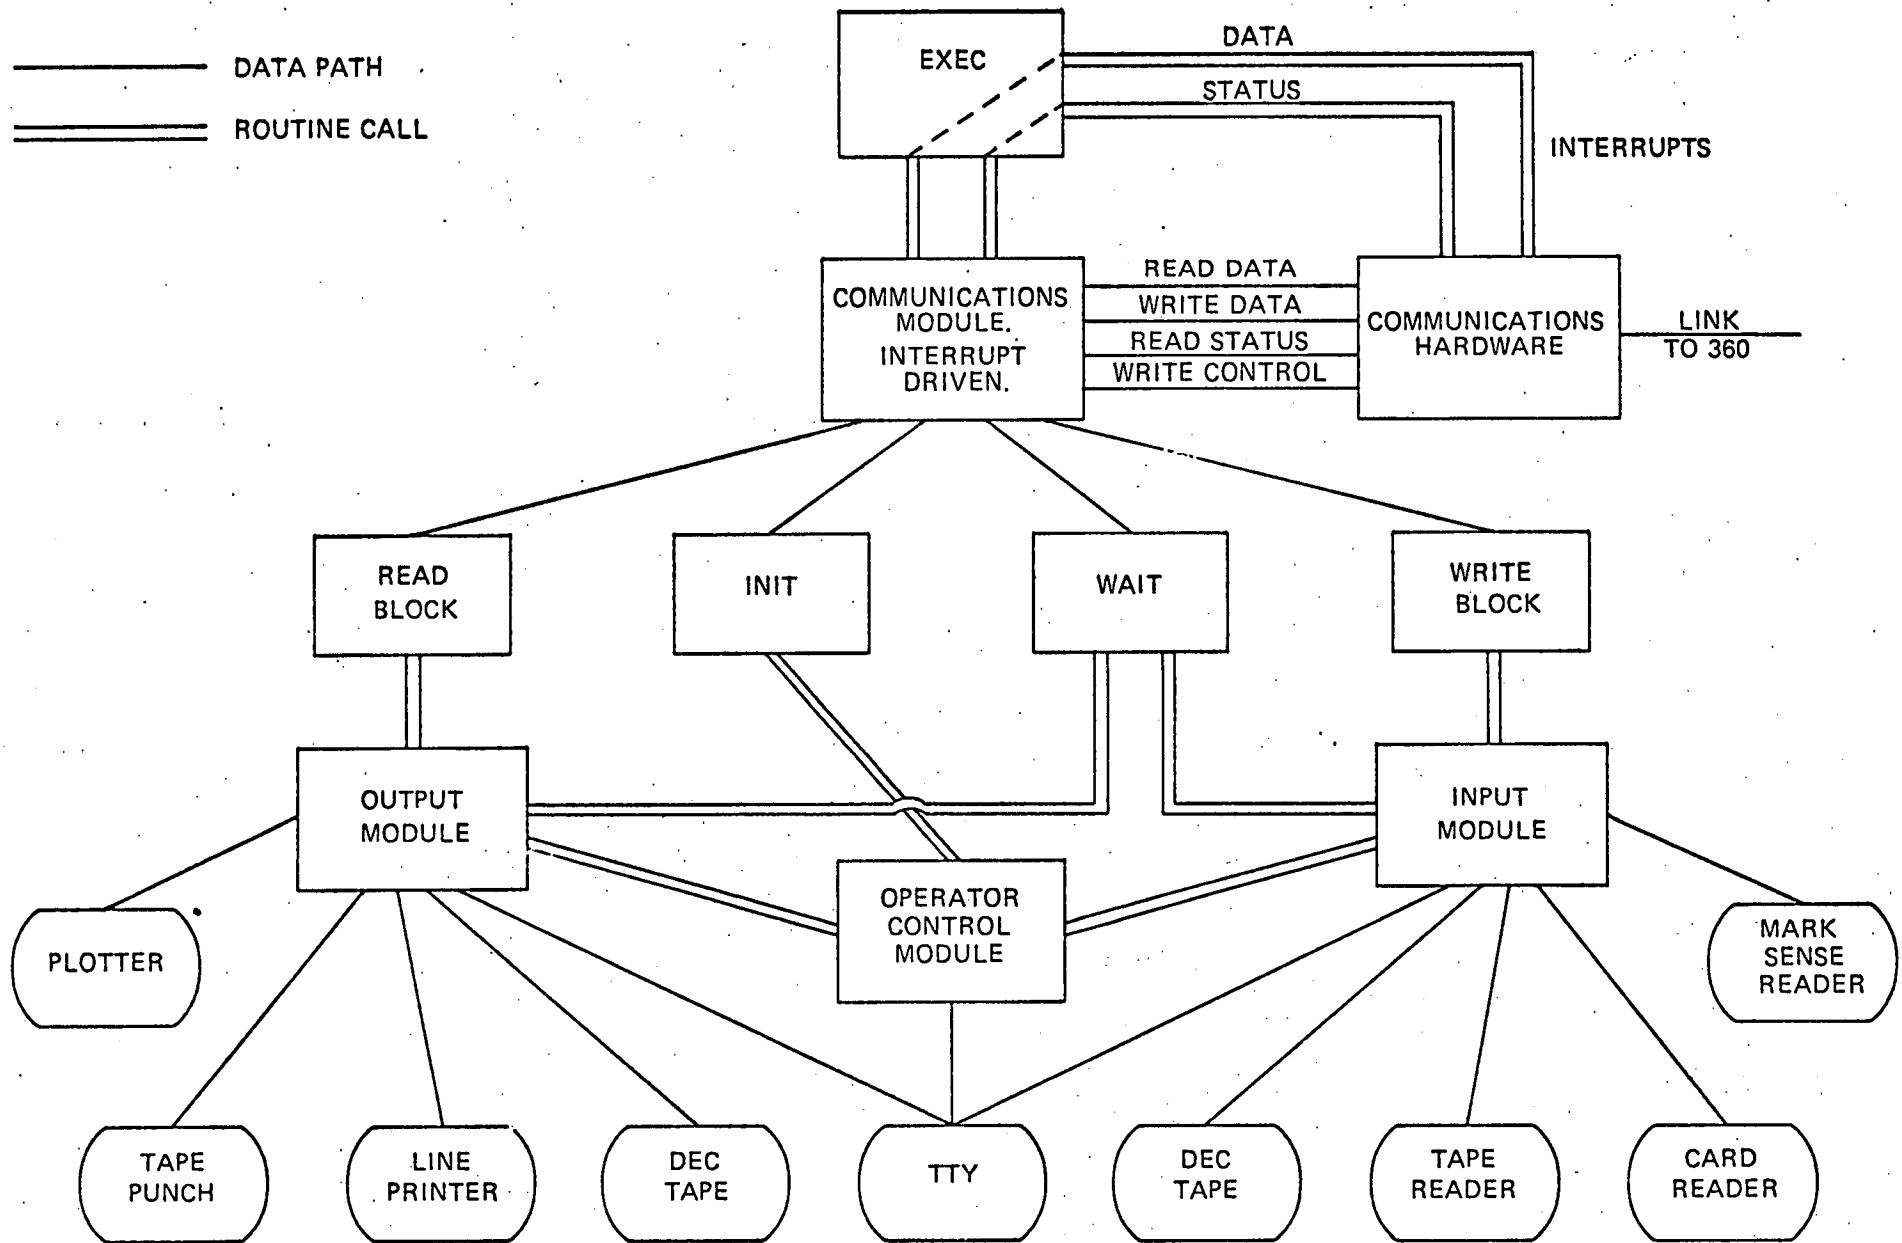 DATA PATH
ROUTINE CALL
EXEC
DATA
STATUS
INTERRUPTS
COMMUNICATIONS
MODULE.
INTERRUPT
DRIVEN.
READ DATA
WRITE DATA
READ STATUS
WRITE CONTROL
COMMUNICATIONS
HARDWARE
LINK
TO 360
READ
BLOCK
INIT
WAIT
WRITE
BLOCK
OUTPUT
MODULE
INPUT
MODULE
OPERATOR
CONTROL
MODULE
PLOTTER
MARK
SENSE
READER
TAPE
PUNCH
LINE
PRINTER
DEC
TAPE
TTY
DEC
TAPE
TAPE
READER
CARD
READER